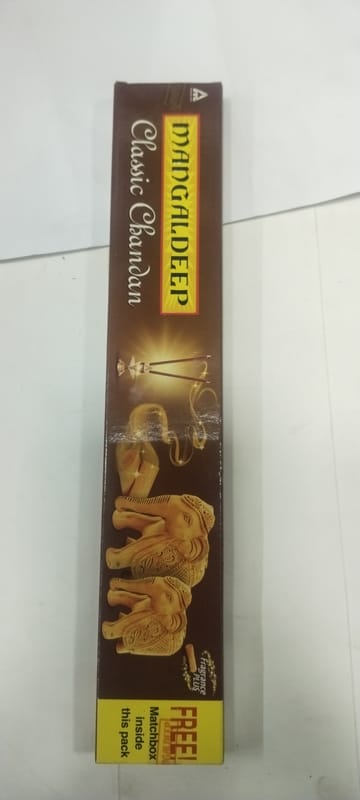 MANGALDEEP
Classic Chandan
Fragrance
PLUS
FREE!
Matchbox
inside
this pack